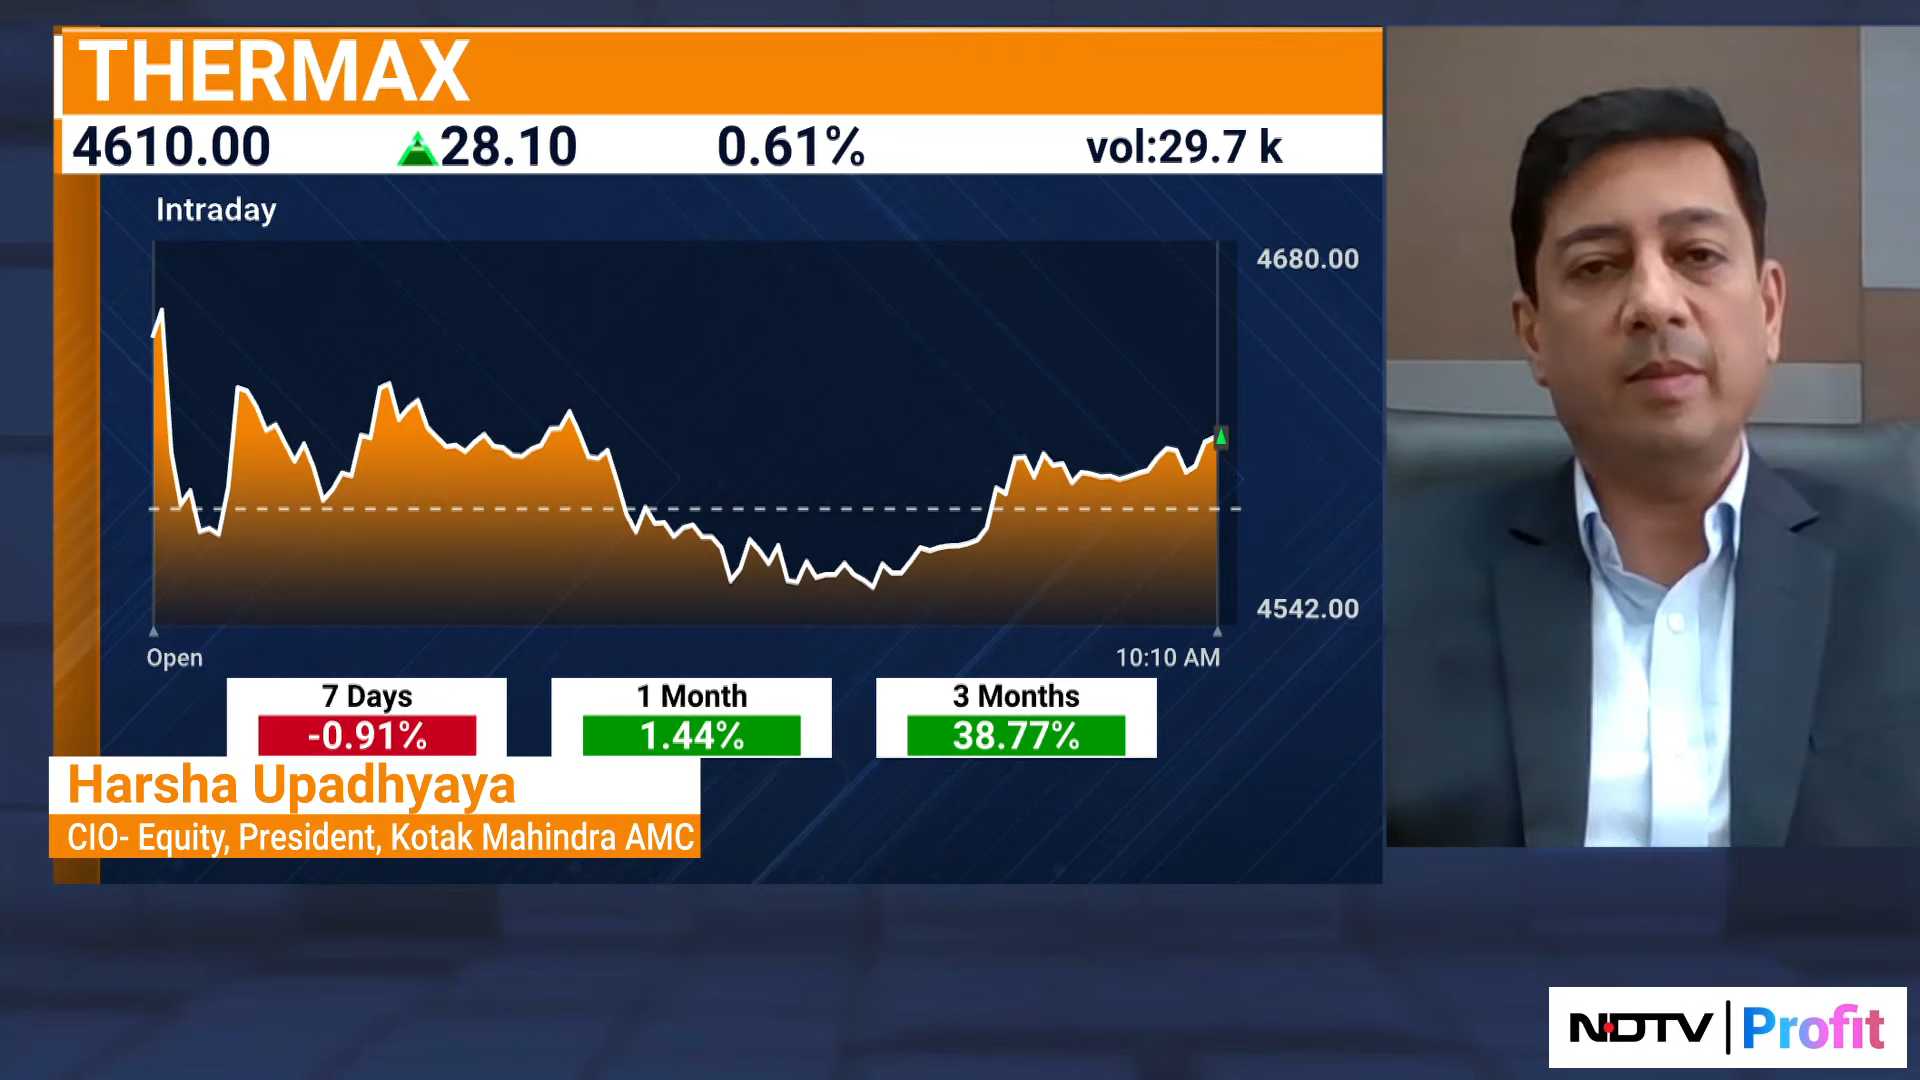 THERMAX
4610.00 28.10 0.61% vol:29.7 k
Intraday
4680.00
4542.00
Open 10:10 AM
7 Days 1 Month 3 Months
-0.91% 1.44% 38.77%
Harsha Upadhyaya
CIO- Equity, President, Kotak Mahindra AMC
NDTV Profit